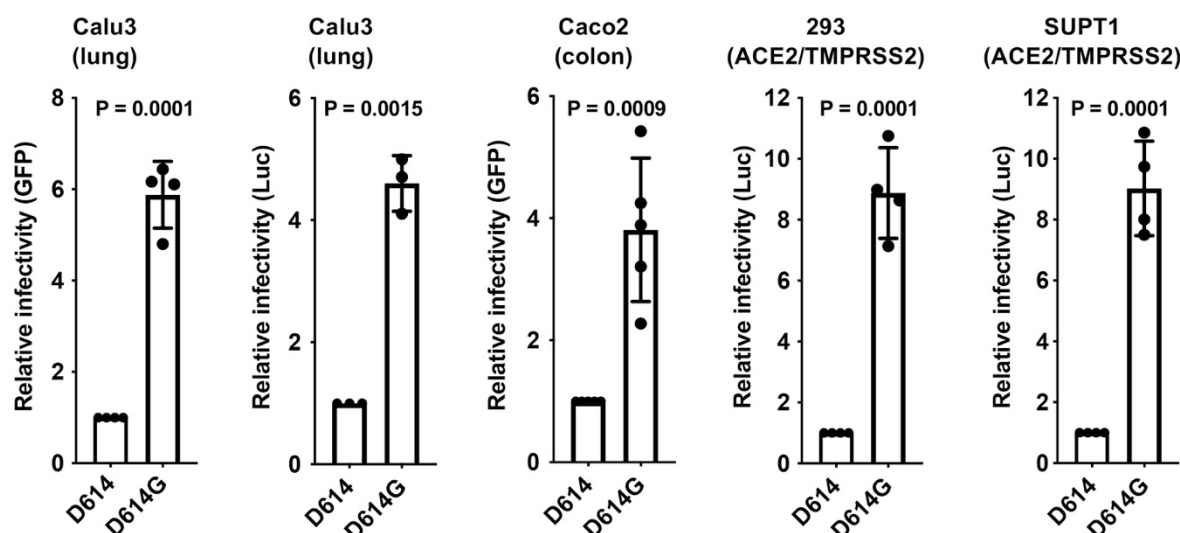 Calu3
(lung)
P = 0.0001
Relative infectivity (GFP)
8
6
4
2
0
D614
D614G
Calu3
(lung)
P = 0.0015
Relative infectivity (Luc)
6
4
2
0
D614
D614G
Caco2
(colon)
P = 0.0009
Relative infectivity (GFP)
6
4
2
0
D614
D614G
293
(ACE2/TMPRSS2)
P = 0.0001
Relative infectivity (Luc)
12
10
8
6
4
2
0
D614
D614G
SUPT1
(ACE2/TMPRSS2)
P = 0.0001
Relative infectivity (Luc)
12
10
8
6
4
2
0
D614
D614G